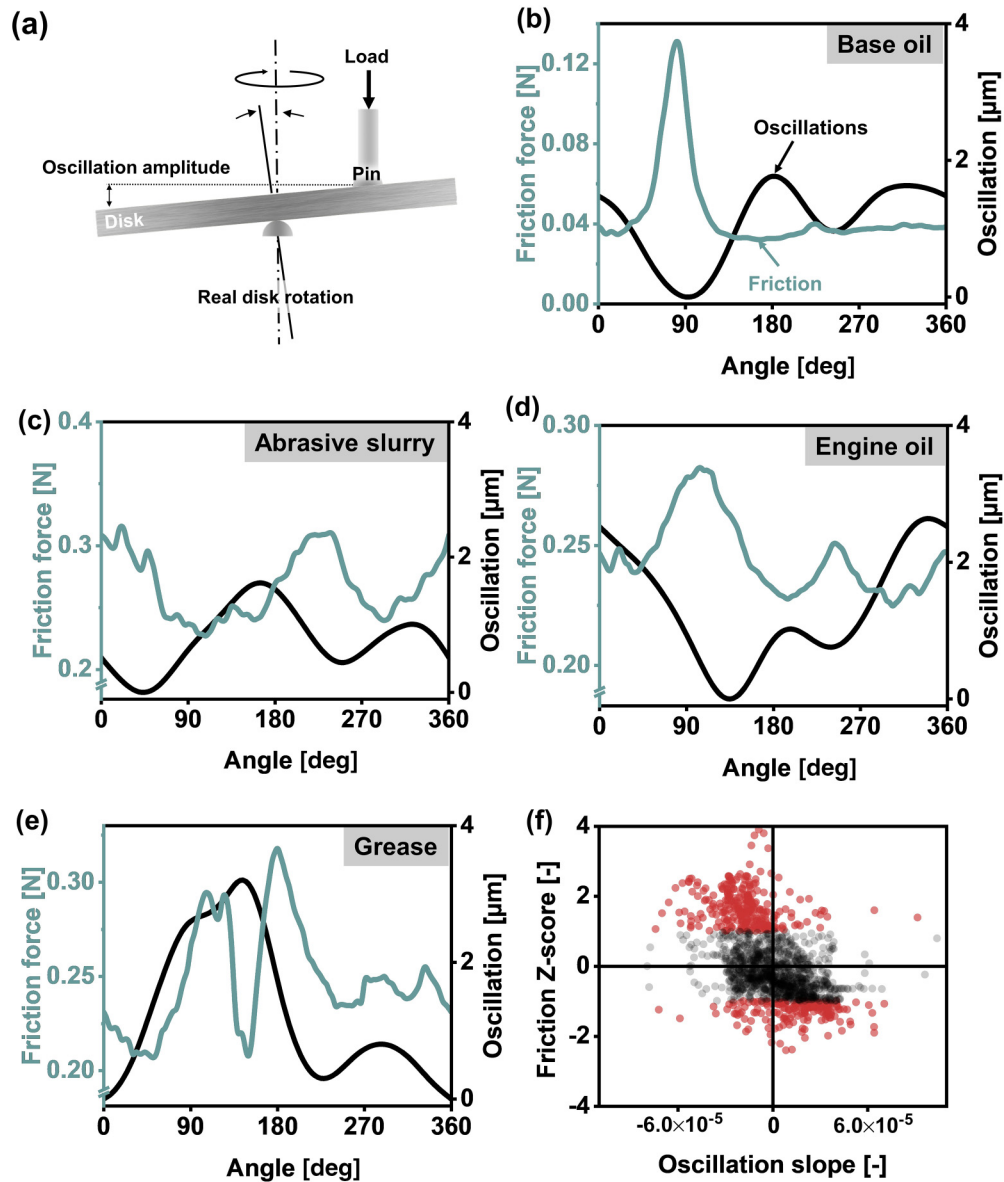 (a)
Load
Oscillation amplitude
Pin
Disk
Real disk rotation
(b)
Base oil
Oscillations
Friction
Friction force [N]
0.12
0.08
0.04
0.00
Oscillation [µm]
4
2
0
0 90 180 270 360
Angle [deg]
(c)
Abrasive slurry
Friction force [N]
0.4
0.3
0.2
Oscillation [µm]
4
2
0
0 90 180 270 360
Angle [deg]
(d)
Engine oil
Friction force [N]
0.30
0.25
0.20
Oscillation [µm]
4
2
0
0 90 180 270 360
Angle [deg]
(e)
Grease
Friction force [N]
0.30
0.25
0.20
Oscillation [µm]
4
2
0
0 90 180 270 360
Angle [deg]
(f)
Friction Z-score [-]
4
2
0
-2
-4
-6.0×10⁻⁵ 0 6.0×10⁻⁵
Oscillation slope [-]